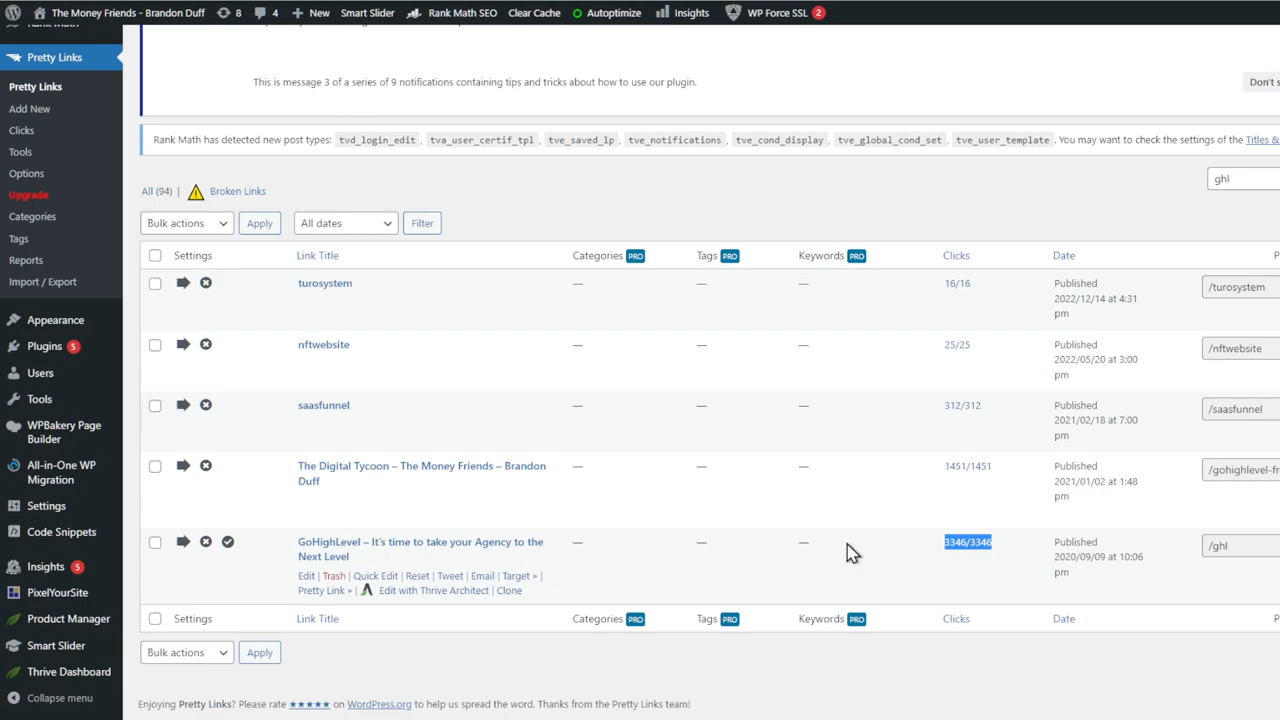 The Money Friends - Brandon Duff 8 4 New Smart Slider Rank Math SEO Clear Cache Autoptimize Insights WP Force SSL 2
Pretty Links
Pretty Links
Add New
Clicks
Tools
Options
Upgrade
Categories
Tags
Reports
Import / Export
Appearance
Plugins 5
Users
Tools
WPBakery Page
Builder
All-in-One WP
Migration
Settings
Code Snippets
Insights 5
PixelYourSite
Product Manager
Smart Slider
Thrive Dashboard
Collapse menu
This is message 3 of a series of 9 notifications containing tips and tricks about how to use our plugin.
Don't s
Rank Math has detected new post types: tvd_login_edit , tva_user_certif_tpl , tve_saved_lp , tve_notifications , tve_cond_display , tve_global_cond_set , tve_user_template . You may want to check the settings of the Titles &
ghl
All (94) | Broken Links
Bulk actions Apply All dates Filter
Settings Link Title Categories PRO Tags PRO Keywords PRO Clicks Date P
turosystem — — — 16/16 Published /turosystem
2022/12/14 at 4:31
pm
nftwebsite — — — 25/25 Published /nftwebsite
2022/05/20 at 3:00
pm
saasfunnel — — — 312/312 Published /saasfunnel
2021/02/18 at 7:00
pm
The Digital Tycoon – The Money Friends – Brandon — — — 1451/1451 Published /gohighlevel-fr
Duff 2021/01/02 at 1:48
pm
GoHighLevel – It's time to take your Agency to the — — — 3346/3346 Published /ghl
Next Level 2020/09/09 at 10:06
pm
Edit | Trash | Quick Edit | Reset | Tweet | Email | Target » |
Pretty Link » | Edit with Thrive Architect | Clone
Settings Link Title Categories PRO Tags PRO Keywords PRO Clicks Date P
Bulk actions Apply
Enjoying Pretty Links? Please rate ★★★★★ on WordPress.org to help us spread the word. Thanks from the Pretty Links team!